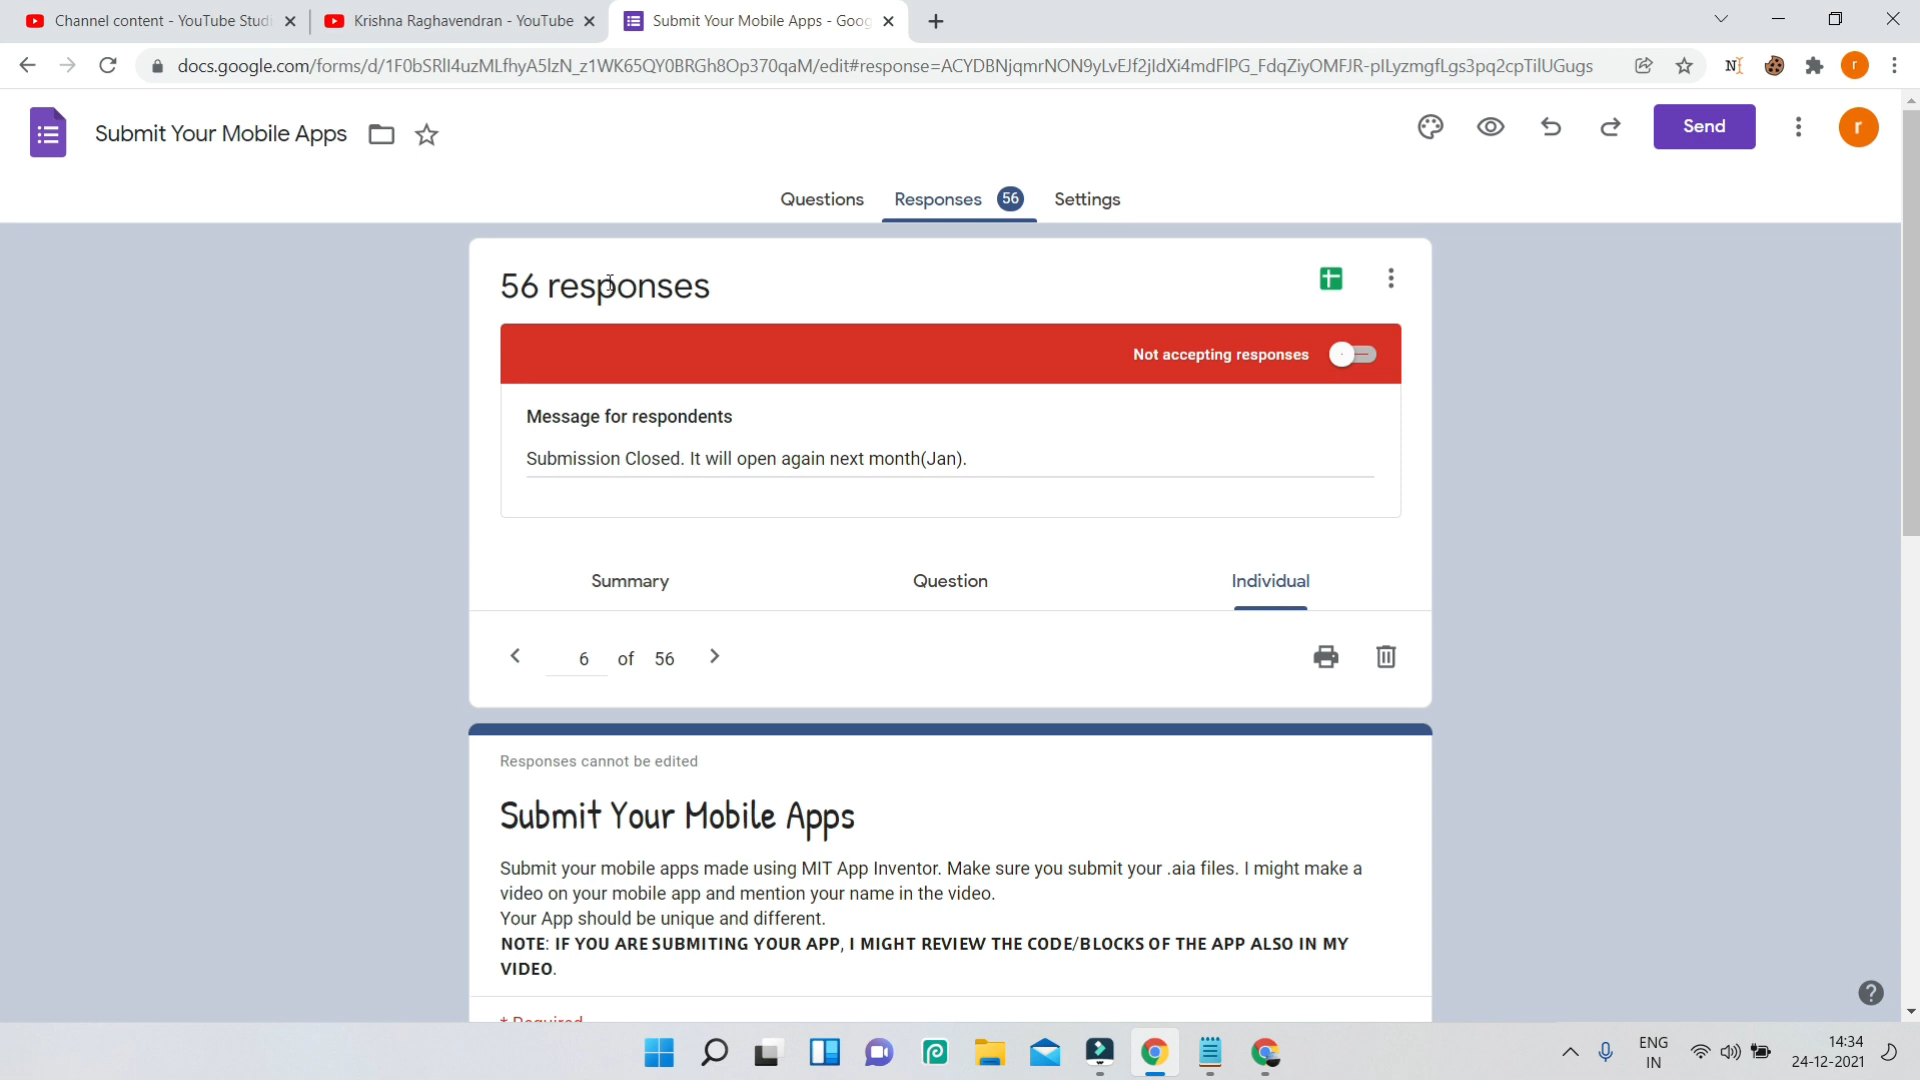 Channel content - YouTube Studi
Krishna Raghavendran - YouTube
Submit Your Mobile Apps - Goog
docs.google.com/forms/d/1F0bSRlI4uzMLfhyA5lzN_z1WK65QY0BRGh8Op370qaM/edit#response=ACYDBNjqmrNON9yLvEJf2jIdXi4mdFlPG_FdqZiyOMFJR-pILyzmgfLgs3pq2cpTilUGugs
N
r
Submit Your Mobile Apps
Send
r
Questions
Responses 56
Settings
56 responses
Not accepting responses
Message for respondents
Submission Closed. It will open again next month(Jan).
Summary
Question
Individual
6 of 56
Responses cannot be edited
Submit Your Mobile Apps
Submit your mobile apps made using MIT App Inventor. Make sure you submit your .aia files. I might make a
video on your mobile app and mention your name in the video.
Your App should be unique and different.
NOTE: IF YOU ARE SUBMITING YOUR APP, I MIGHT REVIEW THE CODE/BLOCKS OF THE APP ALSO IN MY
VIDEO.
* Required
ENG
IN
14:34
24-12-2021